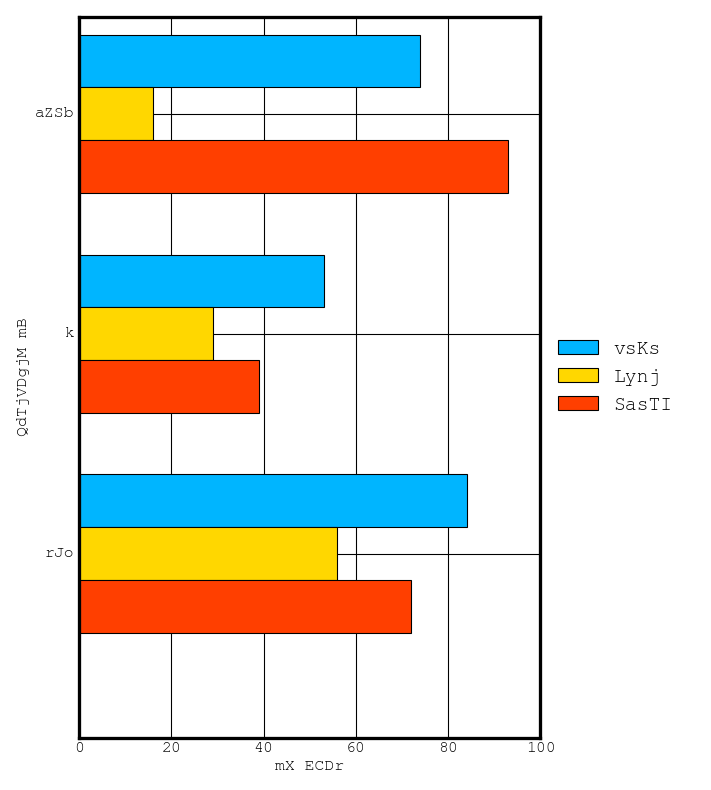 aZSb
k
rJo
QdTjVDgjM mB
0 20 40 60 80 100
mX ECDr
vsKs
Lynj
SasTI